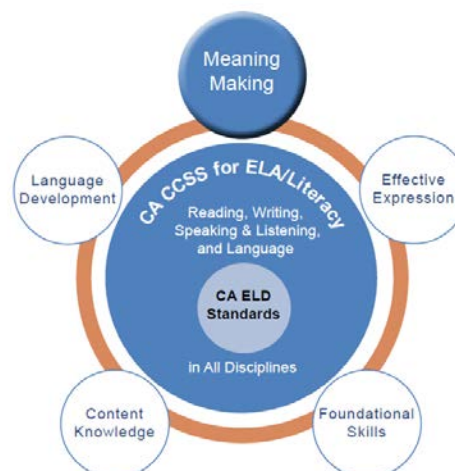 Meaning
Making
Language
Development
Effective
Expression
CA CCSS for ELA/Literacy
Reading, Writing,
Speaking & Listening,
and Language
CA ELD
Standards
in All Disciplines
Content
Knowledge
Foundational
Skills